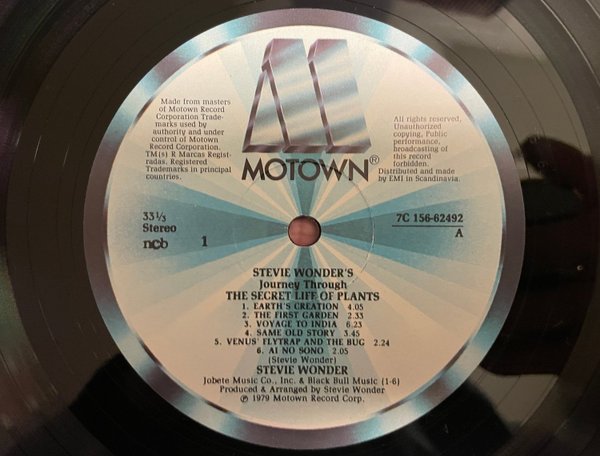 Made from masters
of Motown Record
Corporation Trade-
marks used by
authority and under
control of Motown
Record Corporation.
TM(s) R Marcas Regist-
radas. Registered
Trademarks in principal
countries.
MOTOWN®
All rights reserved,
Unauthorized
copying, Public
performance,
broadcasting of
this record
forbidden.
Distributed and made
by EMI in Scandinavia.
33⅓
Stereo
ncb 1
7C 156-62492
A
STEVIE WONDER'S
Journey Through
THE SECRET LIFE OF PLANTS
1. EARTH'S CREATION 4.05
2. THE FIRST GARDEN 2.33
3. VOYAGE TO INDIA 6.23
4. SAME OLD STORY 3.45
5. VENUS' FLYTRAP AND THE BUG 2.24
6. AI NO SONO 2.05
(Stevie Wonder)
STEVIE WONDER
Jobete Music Co., Inc. & Black Bull Music (1-6)
Produced & Arranged by Stevie Wonder
℗ 1979 Motown Record Corp.